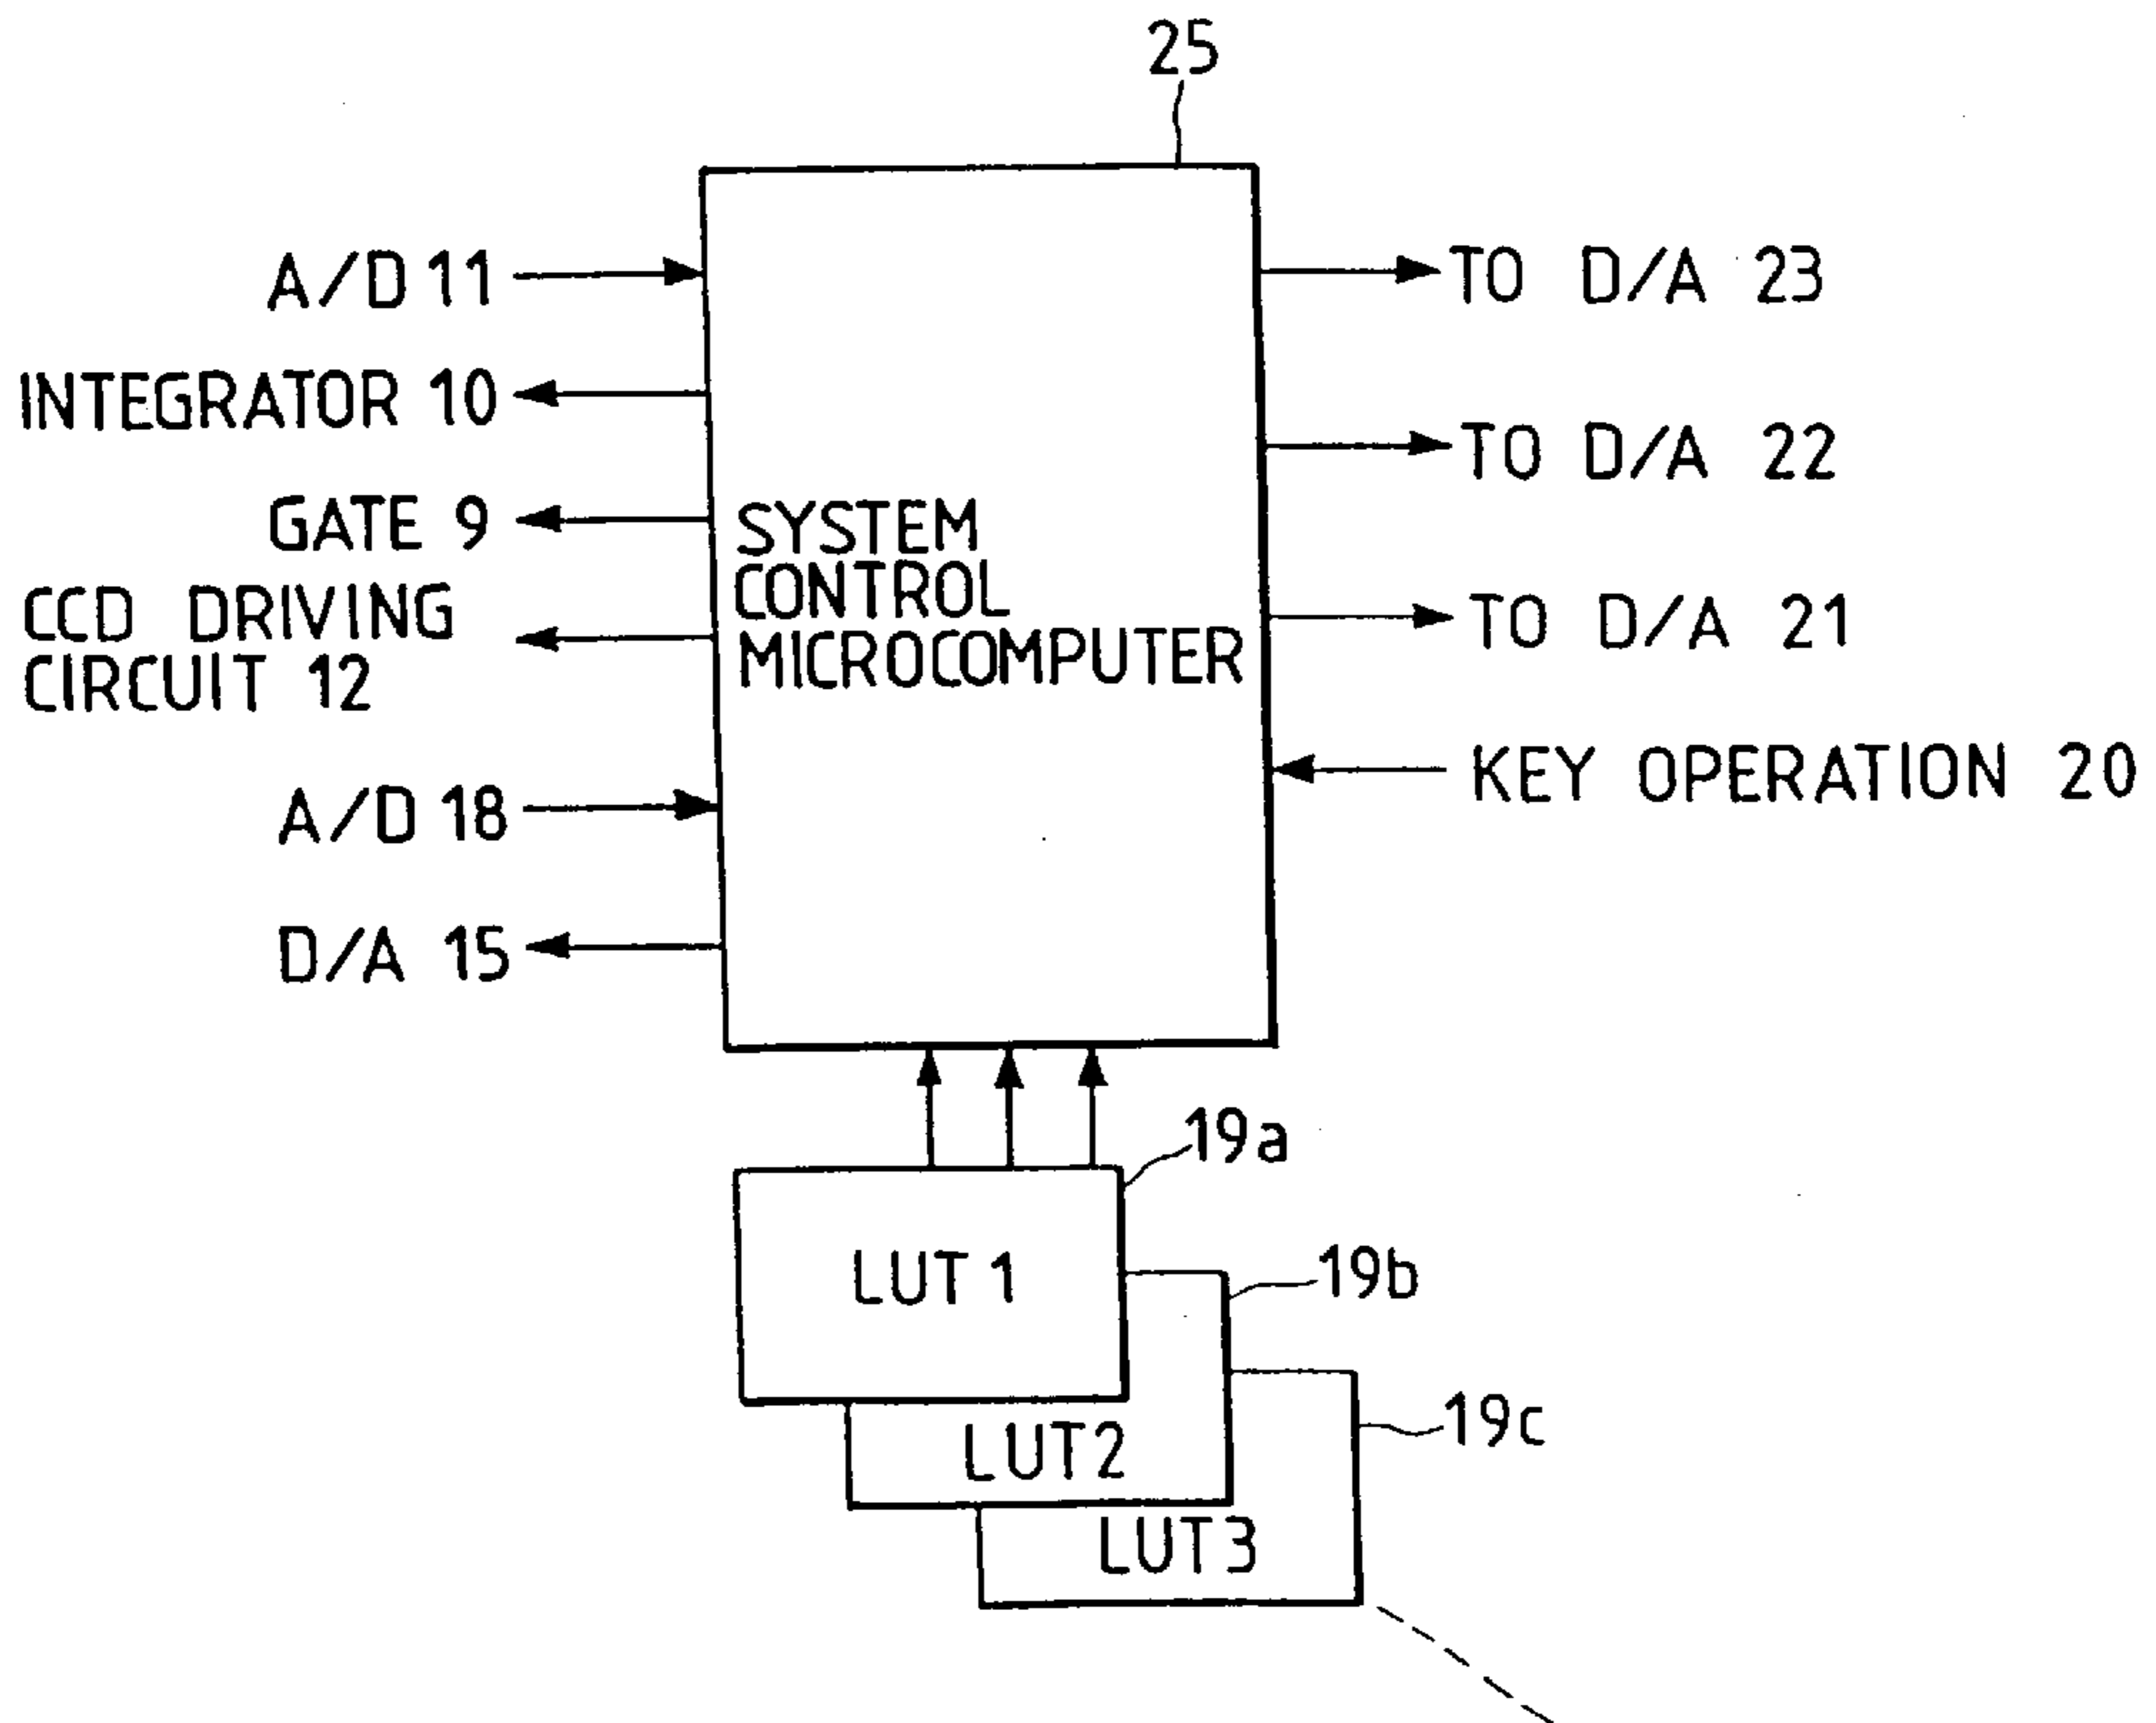 25
A/D 11
INTEGRATOR 10
GATE 9
CCD DRIVING
CIRCUIT 12
A/D 18
D/A 15
SYSTEM
CONTROL
MICROCOMPUTER
TO D/A 23
TO D/A 22
TO D/A 21
KEY OPERATION 20
19a
LUT 1
19b
LUT2
19c
LUT3